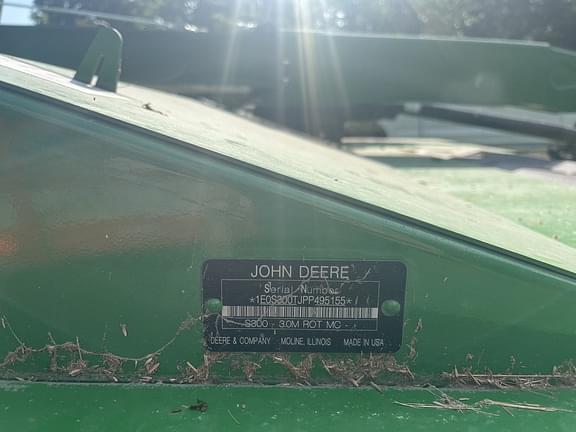 JOHN DEERE
Serial Number
*1E0S300TJPP495155*
S300 - 3.0M ROT MC -
DEERE & COMPANY MOLINE, ILLINOIS MADE IN USA